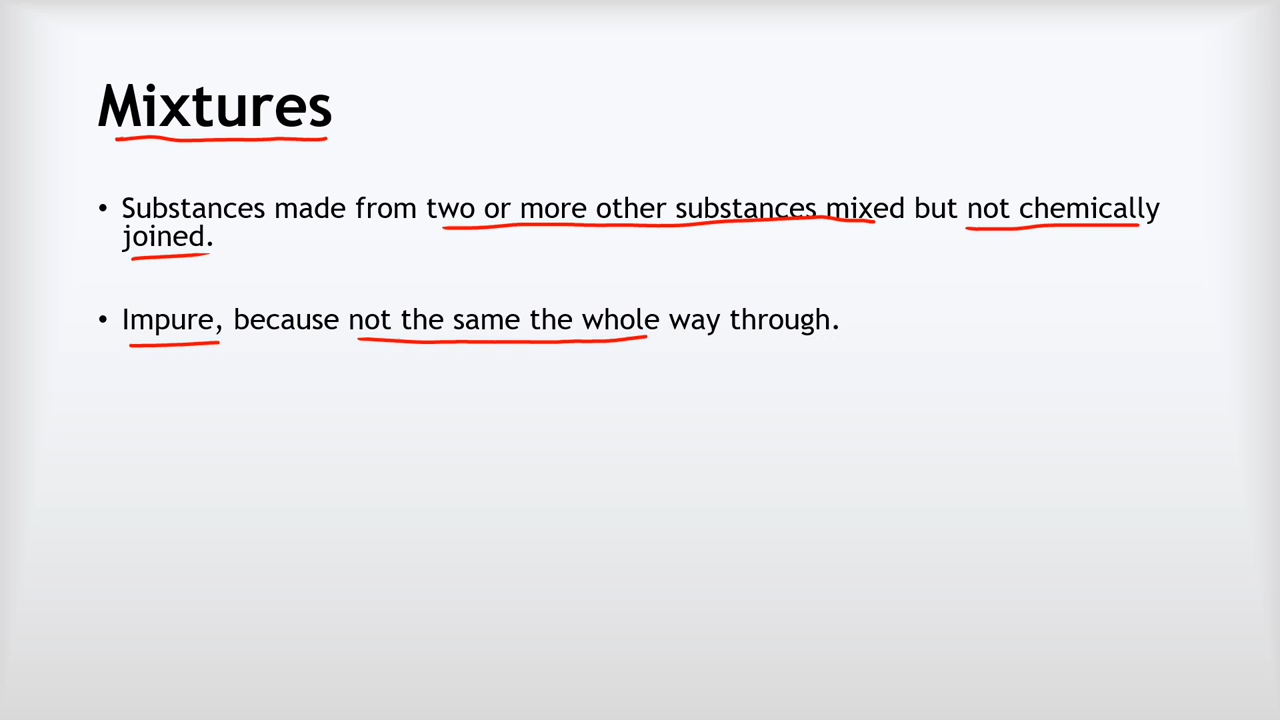 Mixtures
• Substances made from two or more other substances mixed but not chemically
joined.
• Impure, because not the same the whole way through.